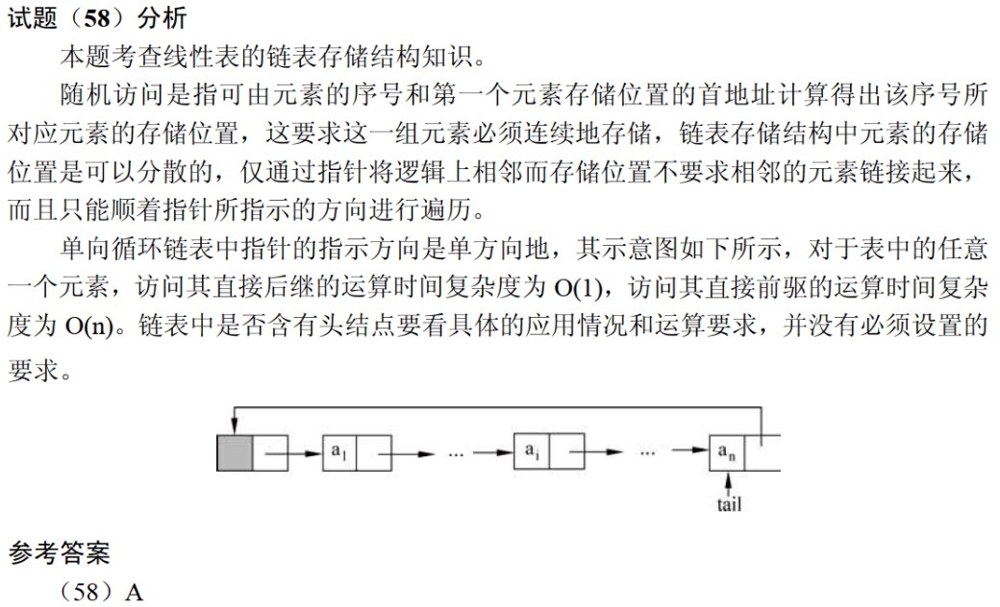 试题（58）分析
本题考查线性表的链表存储结构知识。
随机访问是指可由元素的序号和第一个元素存储位置的首地址计算得出该序号所
对应元素的存储位置，这要求这一组元素必须连续地存储，链表存储结构中元素的存储
位置是可以分散的，仅通过指针将逻辑上相邻而存储位置不要求相邻的元素链接起来，
而且只能顺着指针所指示的方向进行遍历。
单向循环链表中指针的指示方向是单方向地，其示意图如下所示，对于表中的任意
一个元素，访问其直接后继的运算时间复杂度为 O(1)，访问其直接前驱的运算时间复杂
度为 O(n)。链表中是否含有头结点要看具体的应用情况和运算要求，并没有必须设置的
要求。
a1 ... ai ... an
tail
参考答案
（58）A